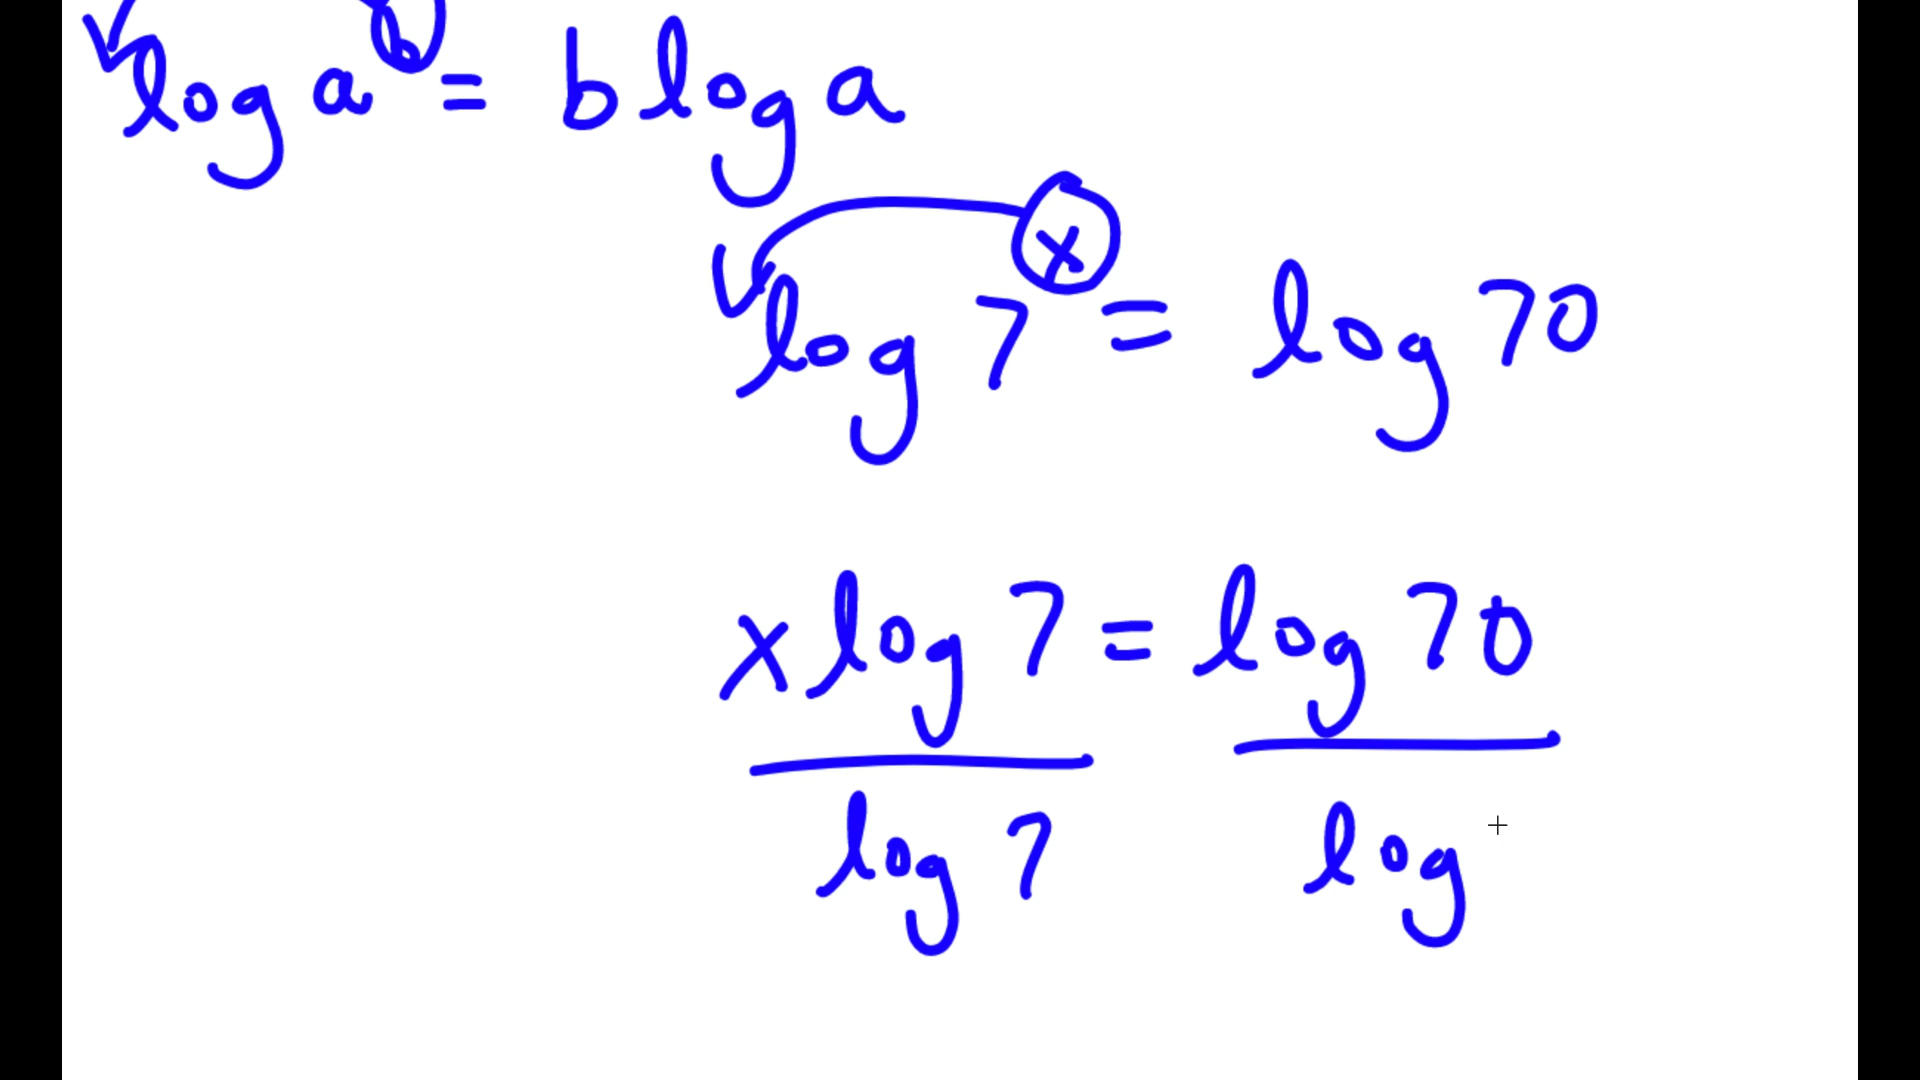 log a^b = b log a
log 7^x = log 70
x log 7 = log 70
log 7 log